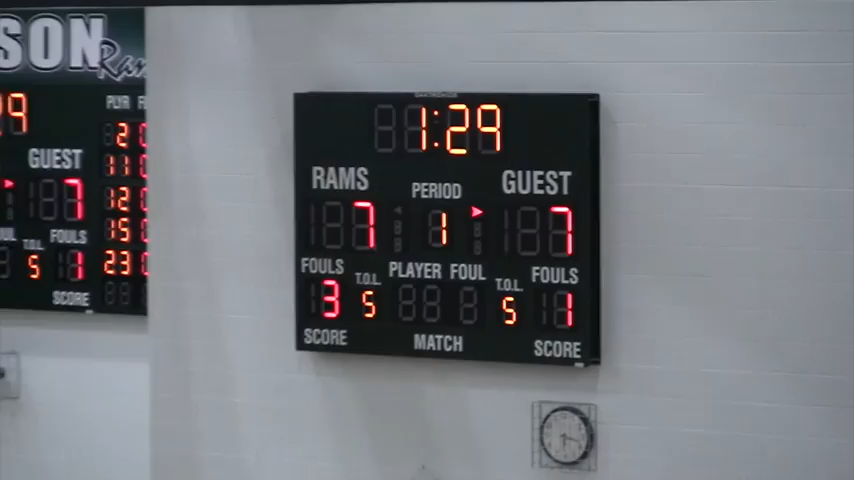 SON
Ram
PLYR
GUEST
2
11
7
12
T.O.L. FOULS
15
5 1
23
SCORE
1:29
RAMS PERIOD GUEST
7 1 7
FOULS T.O.L. PLAYER FOUL T.O.L. FOULS
3 5 5 1
SCORE MATCH SCORE